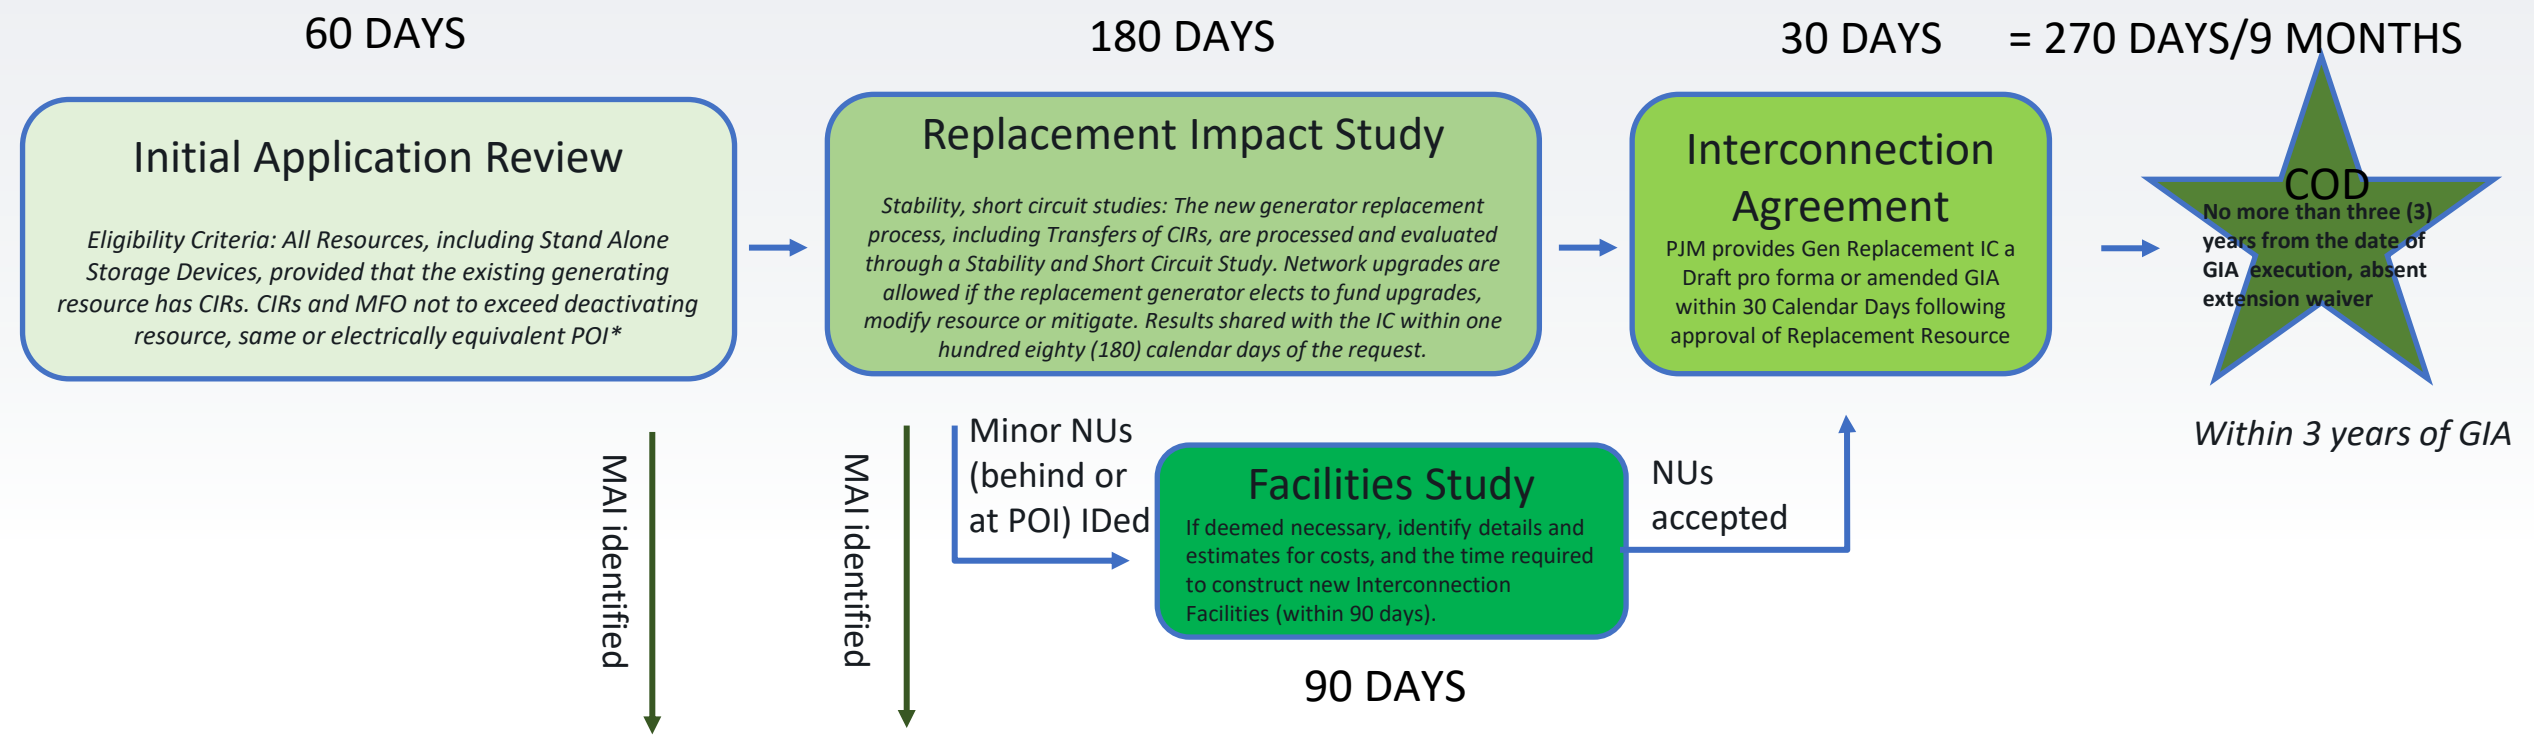 60 DAYS
180 DAYS
30 DAYS
= 270 DAYS/9 MONTHS
Initial Application Review
Eligibility Criteria: All Resources, including Stand Alone
Storage Devices, provided that the existing generating
resource has CIRs. CIRs and MFO not to exceed deactivating
resource, same or electrically equivalent POI*
Replacement Impact Study
Stability, short circuit studies: The new generator replacement
process, including Transfers of CIRs, are processed and evaluated
through a Stability and Short Circuit Study. Network upgrades are
allowed if the replacement generator elects to fund upgrades,
modify resource or mitigate. Results shared with the IC within one
hundred eighty (180) calendar days of the request.
Interconnection
Agreement
PJM provides Gen Replacement IC a
Draft pro forma or amended GIA
within 30 Calendar Days following
approval of Replacement Resource
COD
No more than three (3)
years from the date of
GIA execution, absent
extension waiver
Within 3 years of GIA
MAI identified
MAI identified
Minor NUs
(behind or
at POI) IDed
Facilities Study
If deemed necessary, identify details and
estimates for costs, and the time required
to construct new Interconnection
Facilities (within 90 days).
NUs
accepted
90 DAYS